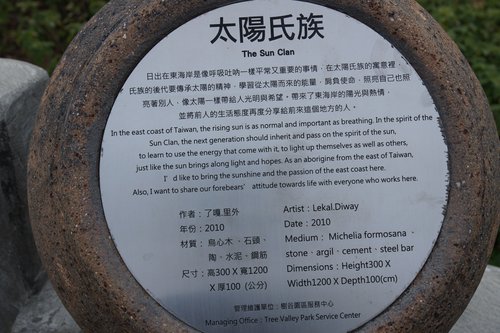 太陽氏族
The Sun Clan
日出在東海岸是像呼吸吐吶一樣平常又重要的事情，在太陽氏族的寓意裡，
氏族的後代要傳承太陽的精神，學習從太陽而來的能量，肩負使命，照亮自己也照
亮著別人，像太陽一樣帶給人光明與希望。帶來了東海岸的陽光與熱情，
並將前人的生活態度再度分享給前來這個地方的人。
In the east coast of Taiwan, the rising sun is as normal and important as breathing. In the spirit of the
Sun Clan, the next generation should inherit and pass on the spirit of the sun,
to learn to use the energy that come with it, to light up themselves as well as others,
just like the sun brings along light and hopes. As an aborigine from the east of Taiwan,
I' d like to bring the sunshine and the passion of the east coast here.
Also, I want to share our forebears' attitude towards life with everyone who works here.
作者：了嘎.里外
年份：2010
材質：烏心木、石頭、
陶、水泥、鋼筋
尺寸：高300 X 寬1200
X 厚100 (公分)
Artist：Lekal.Diway
Date：2010
Medium： Michelia formosana、
stone、argil、cement、steel bar
Dimensions：Height300 X
Width1200 X Depth100(cm)
管理維護單位：樹谷園區服務中心
Managing Office：Tree Valley Park Service Center